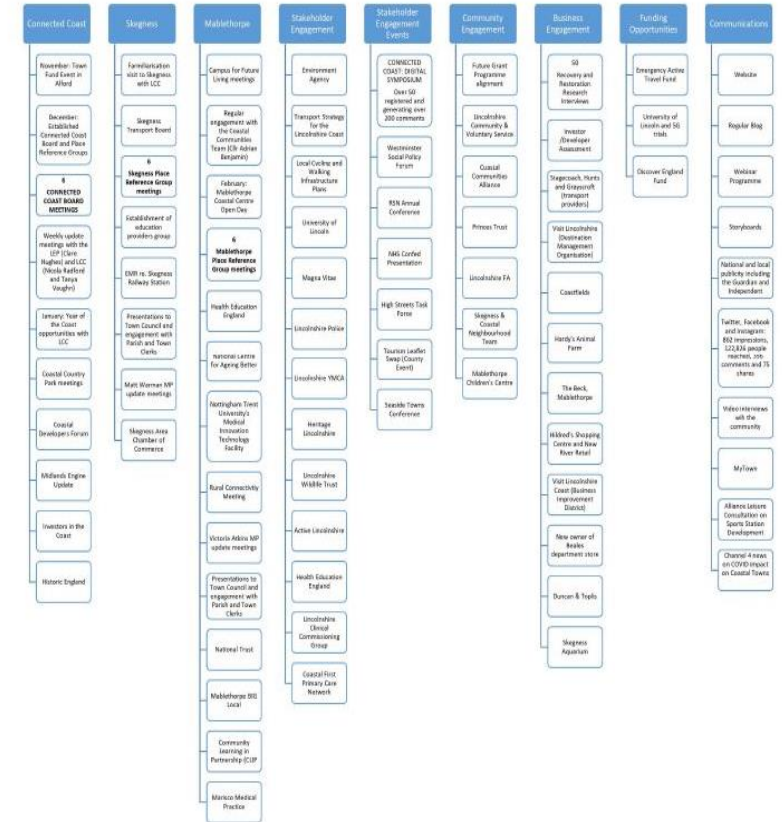 Connected Coast
November: Town
Fund Event in
Alford
December:
Established
Connected Coast
Board and Place
Reference Groups
6
CONNECTED
COAST BOARD
MEETINGS
Weekly update
meetings with the
LEP (Clare
Hughes) and LCC
(Nicola Radford and
Tanya
Vaughn)
January: Year of
the Coast
opportunities with
LCC
Coastal Country
Park meetings
Coastal
Developers Forum
Midlands Engine
Update
Investors in the
Coast
Historic England
Skegness
Familiarisation
visit to Skegness
with LCC
Skegness
Transport Board
6
Skegness Place
Reference Group
meetings
Establishment of
education
providers group
EMR re. Skegness
Railway Station
Presentations to
Town Council and
engagement with
Parish and Town
Clerks
Matt Warman MP
update meetings
Skegness Area
Chamber of
Commerce
Mablethorpe
Campus for Future
Living meetings
Regular
engagement with
the Coastal
Communities
Team (Cllr Adrian
Benjamin)
February:
Mablethorpe
Coastal Centre
Open Day
6
Mablethorpe
Place Reference
Group meetings
Health Education
England
National Centre
for Ageing Better
Nottingham Trent
University's
Medical
Innovation
Technology
Facility
Rural Connectivity
Meeting
Victoria Atkins MP
update meetings
Presentations to
Town Council and
engagement with
Parish and Town
Clerks
National Trust
Mablethorpe BIG
Local
Community
Learning in
Partnership (CLIP
Marisco Medical
Practice
Stakeholder
Engagement
Environment
Agency
Transport Strategy
for the
Lincolnshire Coast
Local Cycling and
Walking
Infrastructure
Plans
University of
Lincoln
Magna Vitae
Lincolnshire Police
Lincolnshire YMCA
Heritage
Lincolnshire
Lincolnshire
Wildlife Trust
Active Lincolnshire
Health Education
England
Lincolnshire
Clinical
Commissioning
Group
Coastal First
Primary Care
Network
Stakeholder
Engagement
Events
CONNECTED
COAST: DIGITAL
SYMPOSIUM
Over 50
registered and
generating over
200 comments
Westminster
Social Policy
Forum
RSN Annual
Conference
NHS Confed
Presentation
High Streets Task
Force
Tourism Leaflet
Swap (County
Event)
Seaside Towns
Conference
Community
Engagement
Future Grant
Programme
alignment
Lincolnshire
Community &
Voluntary Service
Coastal
Communities
Alliance
Princes Trust
Lincolnshire FA
Skegness &
Coastal
Neighbourhood
Team
Mablethorpe
Children's Centre
Business
Engagement
50
Recovery and
Restoration
Research
Interviews
Investor
/Developer
Assessment
Stagecoach, Hunts
and Grayscroft
(transport
providers)
Visit Lincolnshire
(Destination
Management
Organisation)
Coastfields
Hardy's Animal
Farm
The Beck,
Mablethorpe
Hildred's Shopping
Centre and New
River Retail
Visit Lincolnshire
Coast (Business
Improvement
District)
New owner of
Beales
department store
Duncan & Toplis
Skegness
Aquarium
Funding
Opportunities
Emergency Active
Travel Fund
University of
Lincoln and 5G
trials
Discover England
Fund
Communications
Website
Regular Blog
Webinar
Programme
Storyboards
National and local
publicity including
the Guardian and
Independent
Twitter, Facebook
and Instagram:
862 impressions,
people
reached,
comments and 75
shares
Video interviews
with the
community
MyTown
Alliance Leisure
Consultation on
Sports Station
Development
Channel 4 news
on COVID impact
on Coastal Towns